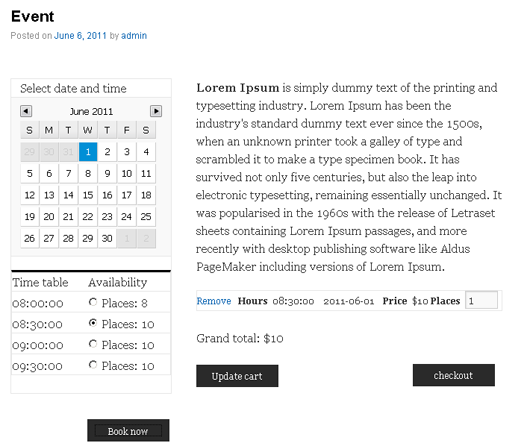 Event
Posted on June 6, 2011 by admin
Select date and time
June 2011
S M T W T F S
29 30 31 1 2 3 4
5 6 7 8 9 10 11
12 13 14 15 16 17 18
19 20 21 22 23 24 25
26 27 28 29 30 1 2
Time table Availability
08:00:00 Places: 8
08:30:00 Places: 10
09:00:00 Places: 10
09:30:00 Places: 10
Book now
Lorem Ipsum is simply dummy text of the printing and
typesetting industry. Lorem Ipsum has been the
industry's standard dummy text ever since the 1500s,
when an unknown printer took a galley of type and
scrambled it to make a type specimen book. It has
survived not only five centuries, but also the leap into
electronic typesetting, remaining essentially unchanged. It
was popularised in the 1960s with the release of Letraset
sheets containing Lorem Ipsum passages, and more
recently with desktop publishing software like Aldus
PageMaker including versions of Lorem Ipsum.
Remove Hours 08:30:00 2011-06-01 Price $10 Places 1
Grand total: $10
Update cart checkout